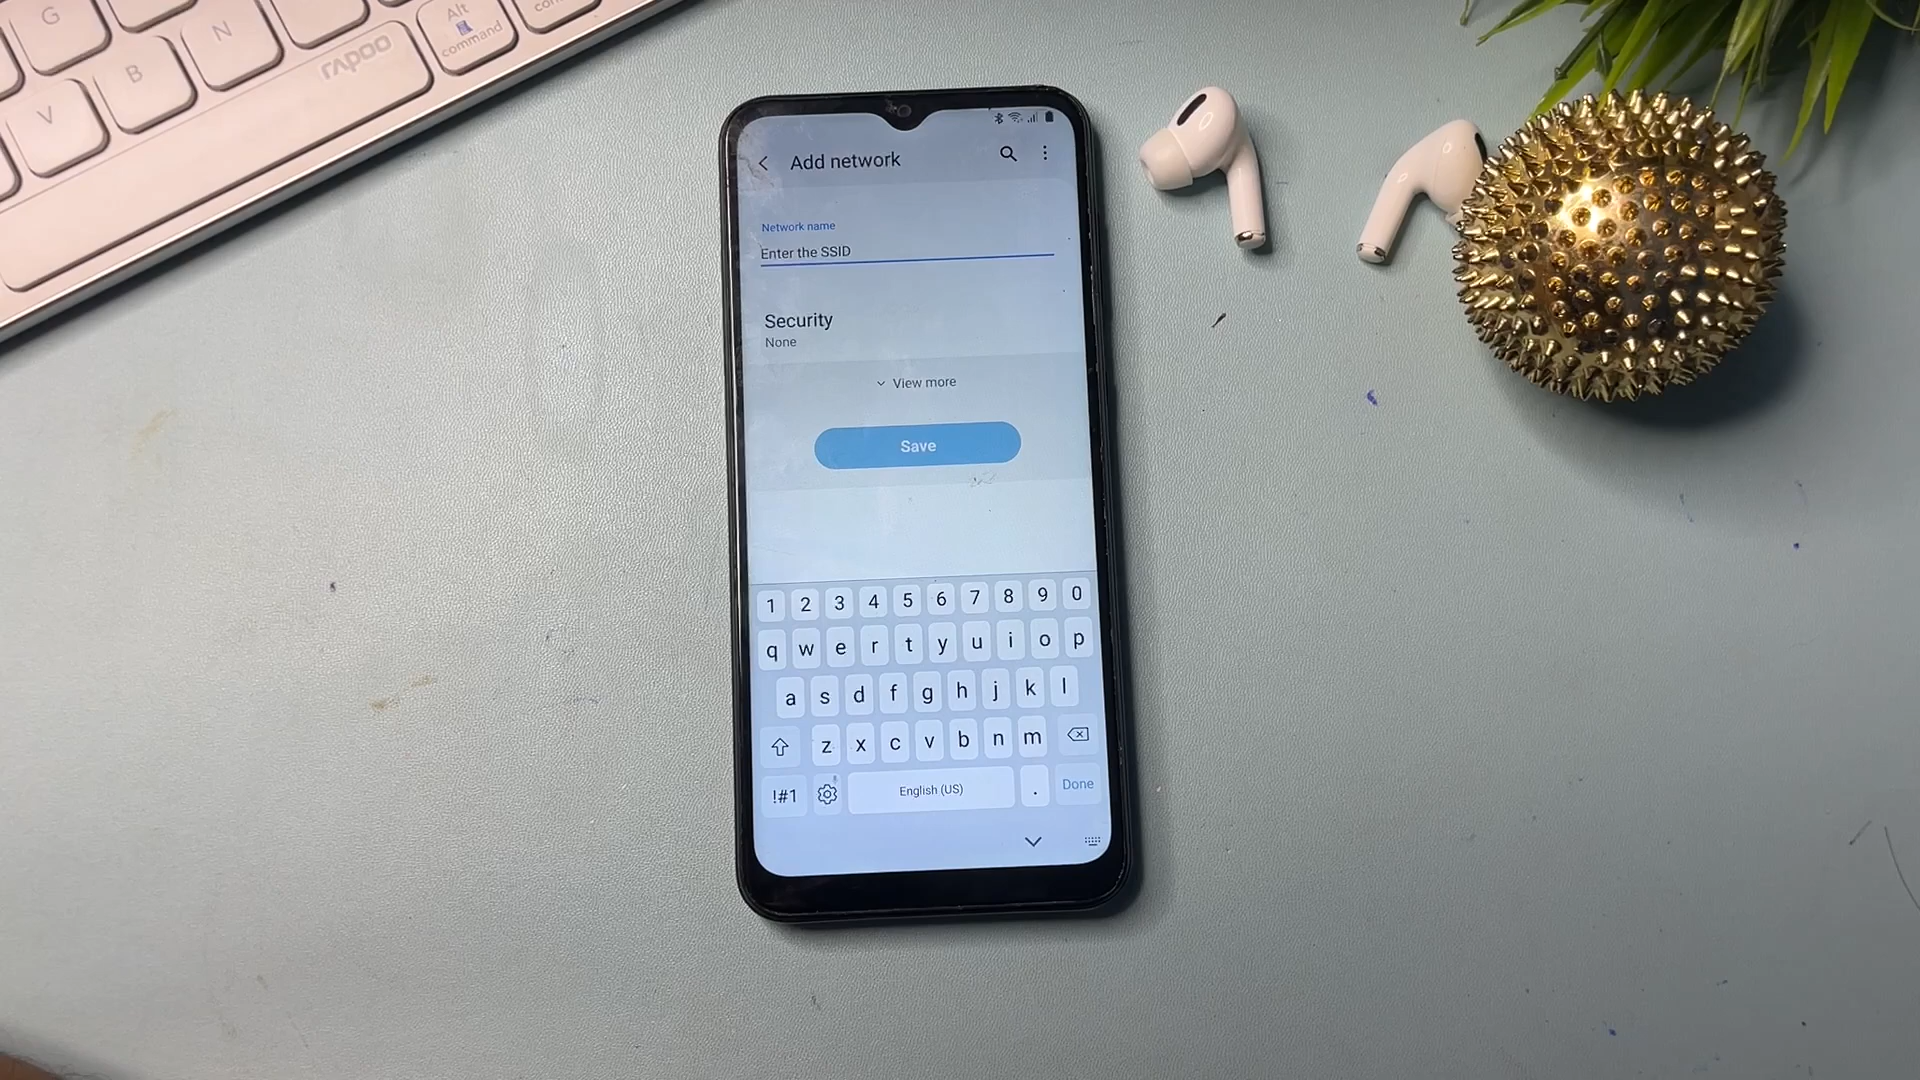 G
N
Alt
command
B
V
rapoo
Add network
Network name
Enter the SSID
Security
None
View more
Save
1 2 3 4 5 6 7 8 9 0
q w e r t y u i o p
a s d f g h j k l
z x c v b n m
!#1 English (US) . Done